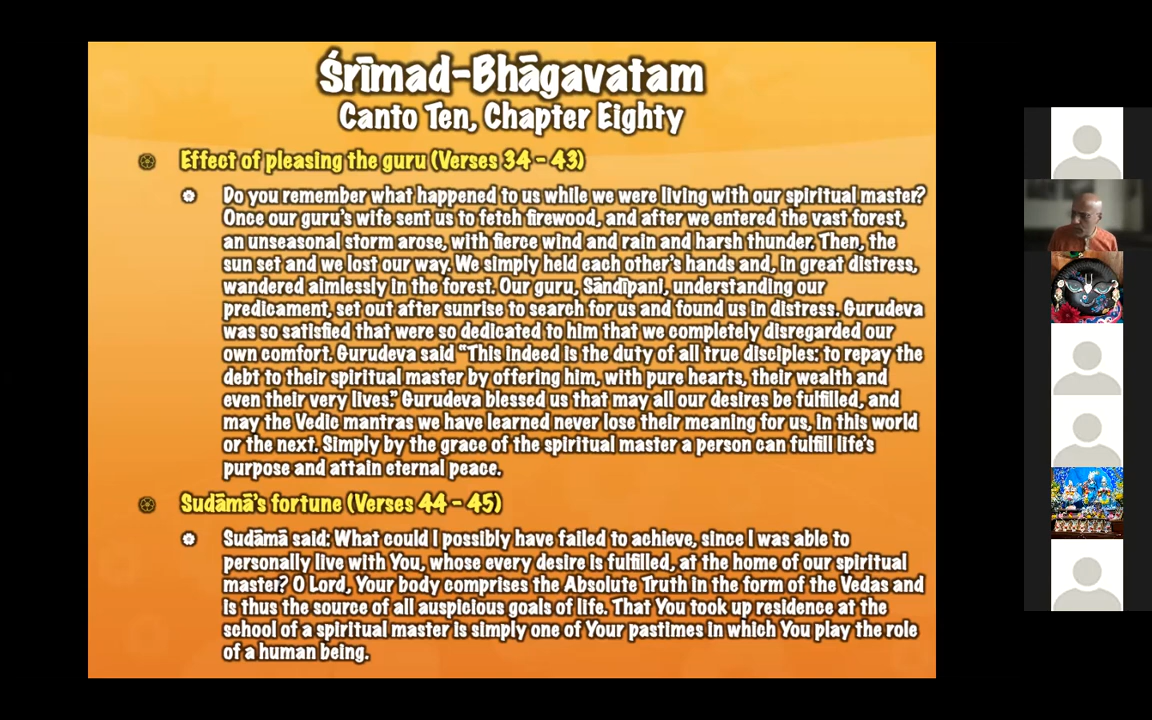 Śrīmad-Bhāgavatam
Canto Ten, Chapter Eighty
Effect of pleasing the guru (Verses 34 – 43)
Do you remember what happened to us while we were living with our spiritual master?
Once our guru's wife sent us to fetch firewood, and after we entered the vast forest,
an unseasonal storm arose, with fierce wind and rain and harsh thunder. Then, the
sun set and we lost our way. We simply held each other's hands and, in great distress,
wandered aimlessly in the forest. Our guru, Sāndīpani, understanding our
predicament, set out after sunrise to search for us and found us in distress. Gurudeva
was so satisfied that were so dedicated to him that we completely disregarded our
own comfort. Gurudeva said "This indeed is the duty of all true disciples: to repay the
debt to their spiritual master by offering him, with pure hearts, their wealth and
even their very lives." Gurudeva blessed us that may all our desires be fulfilled, and
may the Vedic mantras we have learned never lose their meaning for us, in this world
or the next. Simply by the grace of the spiritual master a person can fulfill life's
purpose and attain eternal peace.
Sudāmā's fortune (Verses 44 – 45)
Sudāmā said: What could I possibly have failed to achieve, since I was able to
personally live with You, whose every desire is fulfilled, at the home of our spiritual
master? O Lord, Your body comprises the Absolute Truth in the form of the Vedas and
is thus the source of all auspicious goals of life. That You took up residence at the
school of a spiritual master is simply one of Your pastimes in which You play the role
of a human being.